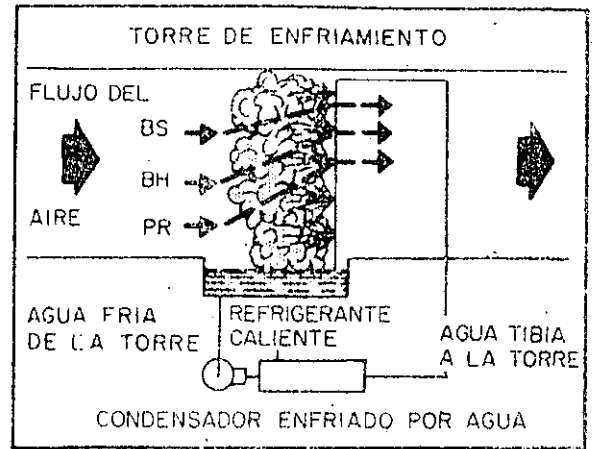 TORRE DE ENFRIAMIENTO
FLUJO DEL
BS
BH
AIRE
PR
AGUA FRIA
DE LA TORRE
REFRIGERANTE
CALIENTE
AGUA TIBIA
A LA TORRE
CONDENSADOR ENFRIADO POR AGUA